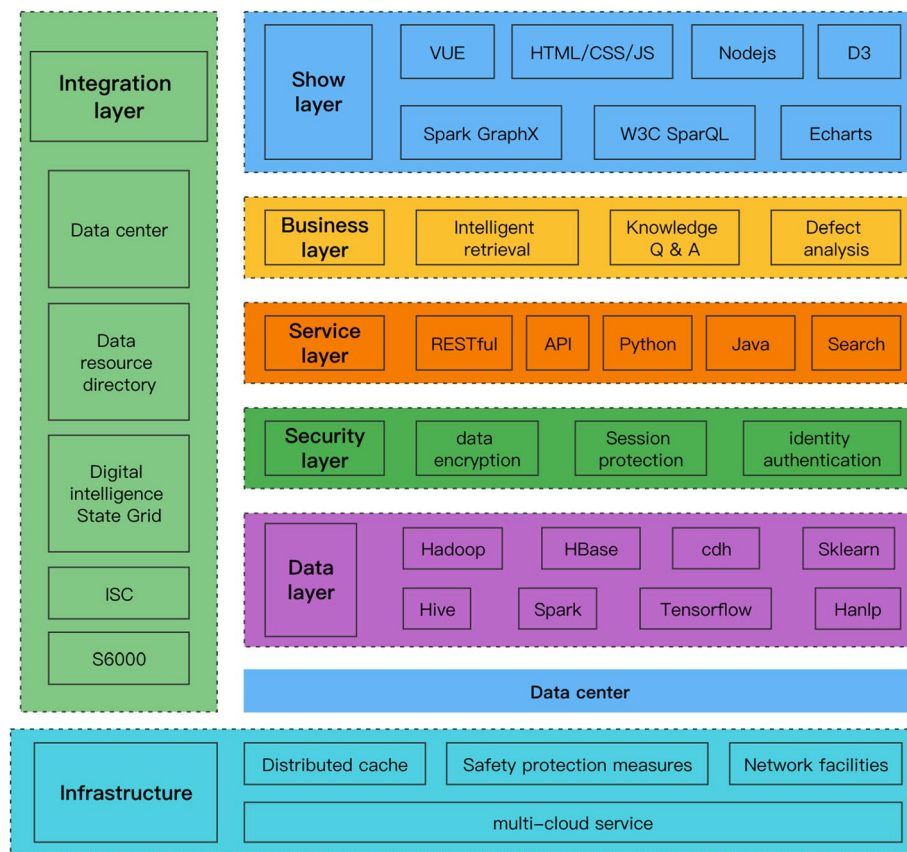 Integration
layer
Data center
Data
resource
directory
Digital
intelligence
State Grid
ISC
S6000
Show
layer
VUE
HTML/CSS/JS
Nodejs
D3
Spark GraphX
W3C SparQL
Echarts
Business
layer
Intelligent
retrieval
Knowledge
Q & A
Defect
analysis
Service
layer
RESTful
API
Python
Java
Search
Security
layer
data
encryption
Session
protection
identity
authentication
Data
layer
Hadoop
HBase
cdh
Sklearn
Hive
Spark
Tensorflow
Hanlp
Data center
Infrastructure
Distributed cache
Safety protection measures
Network facilities
multi-cloud service